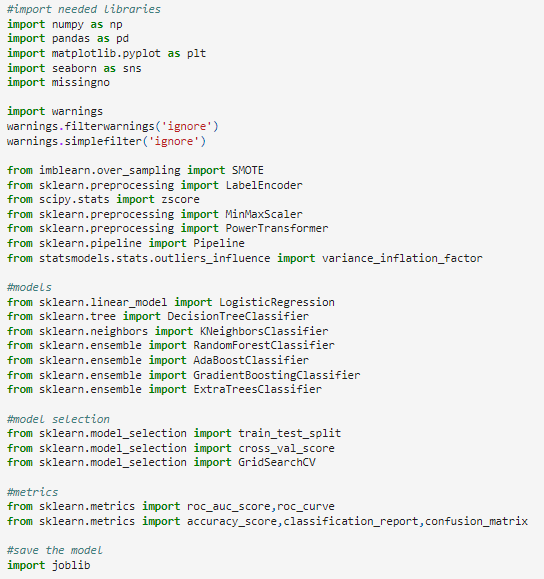 #import needed libraries
import numpy as np
import pandas as pd
import matplotlib.pyplot as plt
import seaborn as sns
import missingno
import warnings
warnings.filterwarnings('ignore')
warnings.simplefilter('ignore')
from imblearn.over_sampling import SMOTE
from sklearn.preprocessing import LabelEncoder
from scipy.stats import zscore
from sklearn.preprocessing import MinMaxScaler
from sklearn.preprocessing import PowerTransformer
from sklearn.pipeline import Pipeline
from statsmodels.stats.outliers_influence import variance_inflation_factor
#models
from sklearn.linear_model import LogisticRegression
from sklearn.tree import DecisionTreeClassifier
from sklearn.neighbors import KNeighborsClassifier
from sklearn.ensemble import RandomForestClassifier
from sklearn.ensemble import AdaBoostClassifier
from sklearn.ensemble import GradientBoostingClassifier
from sklearn.ensemble import ExtraTreesClassifier
#model selection
from sklearn.model_selection import train_test_split
from sklearn.model_selection import cross_val_score
from sklearn.model_selection import GridSearchCV
#metrics
from sklearn.metrics import roc_auc_score,roc_curve
from sklearn.metrics import accuracy_score,classification_report,confusion_matrix
#save the model
import joblib